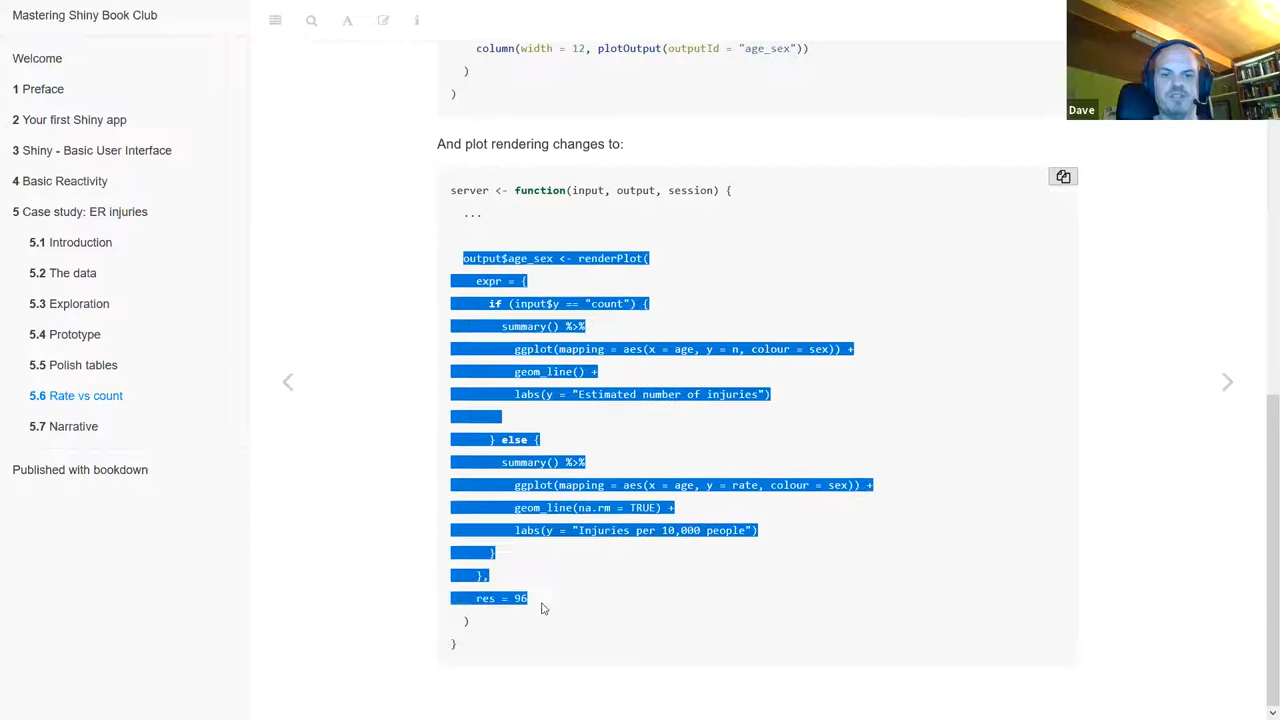 Mastering Shiny Book Club
Welcome
1 Preface
2 Your first Shiny app
3 Shiny - Basic User Interface
4 Basic Reactivity
5 Case study: ER injuries
5.1 Introduction
5.2 The data
5.3 Exploration
5.4 Prototype
5.5 Polish tables
5.6 Rate vs count
5.7 Narrative
Published with bookdown
column(width = 12, plotOutput(outputId = "age_sex"))
)
)
And plot rendering changes to:
server <- function(input, output, session) {
...
output$age_sex <- renderPlot(
expr = {
if (input$y == "count") {
summary() %>%
ggplot(mapping = aes(x = age, y = n, colour = sex)) +
geom_line() +
labs(y = "Estimated number of injuries")
} else {
summary() %>%
ggplot(mapping = aes(x = age, y = rate, colour = sex)) +
geom_line(na.rm = TRUE) +
labs(y = "Injuries per 10,000 people")
}
},
res = 96
)
}
Dave